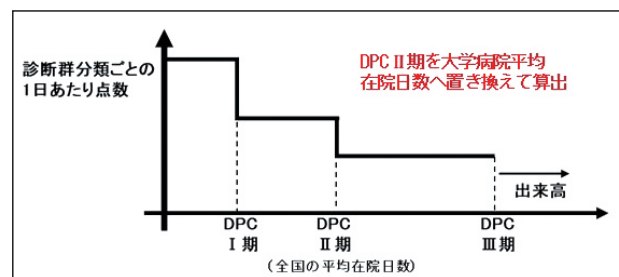 診断群分類ごとの
1日あたり点数
DPCⅡ期を大学病院平均
在院日数へ置き換えて算出
出来高
DPC
Ⅰ期
DPC
Ⅱ期
DPC
Ⅲ期
(全国の平均在院日数)